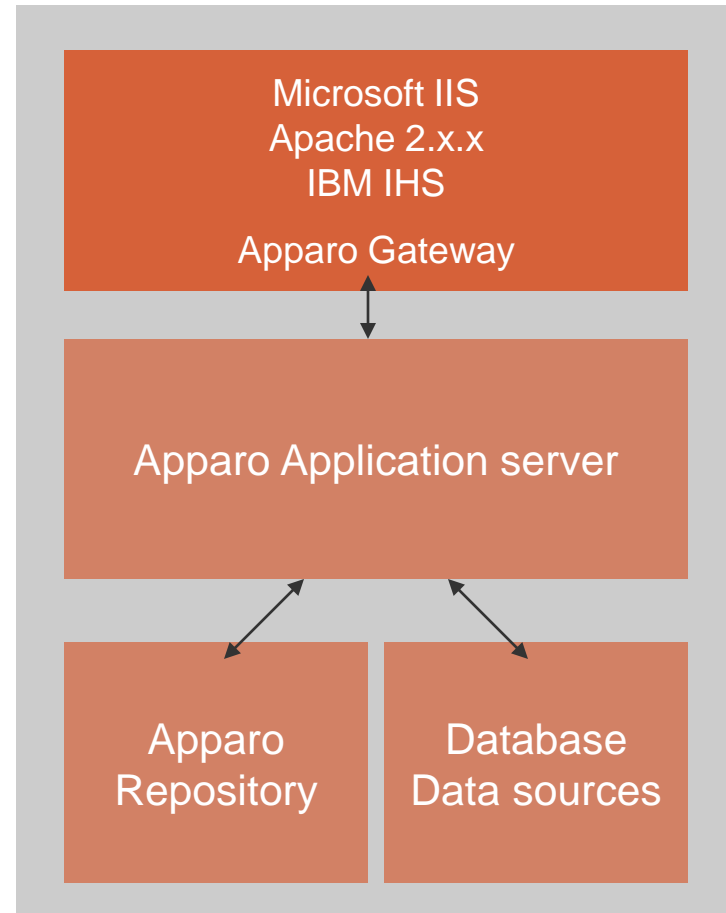 Microsoft IIS
Apache 2.x.x
IBM IHS
Apparo Gateway
Apparo Application server
Apparo
Repository
Database
Data sources